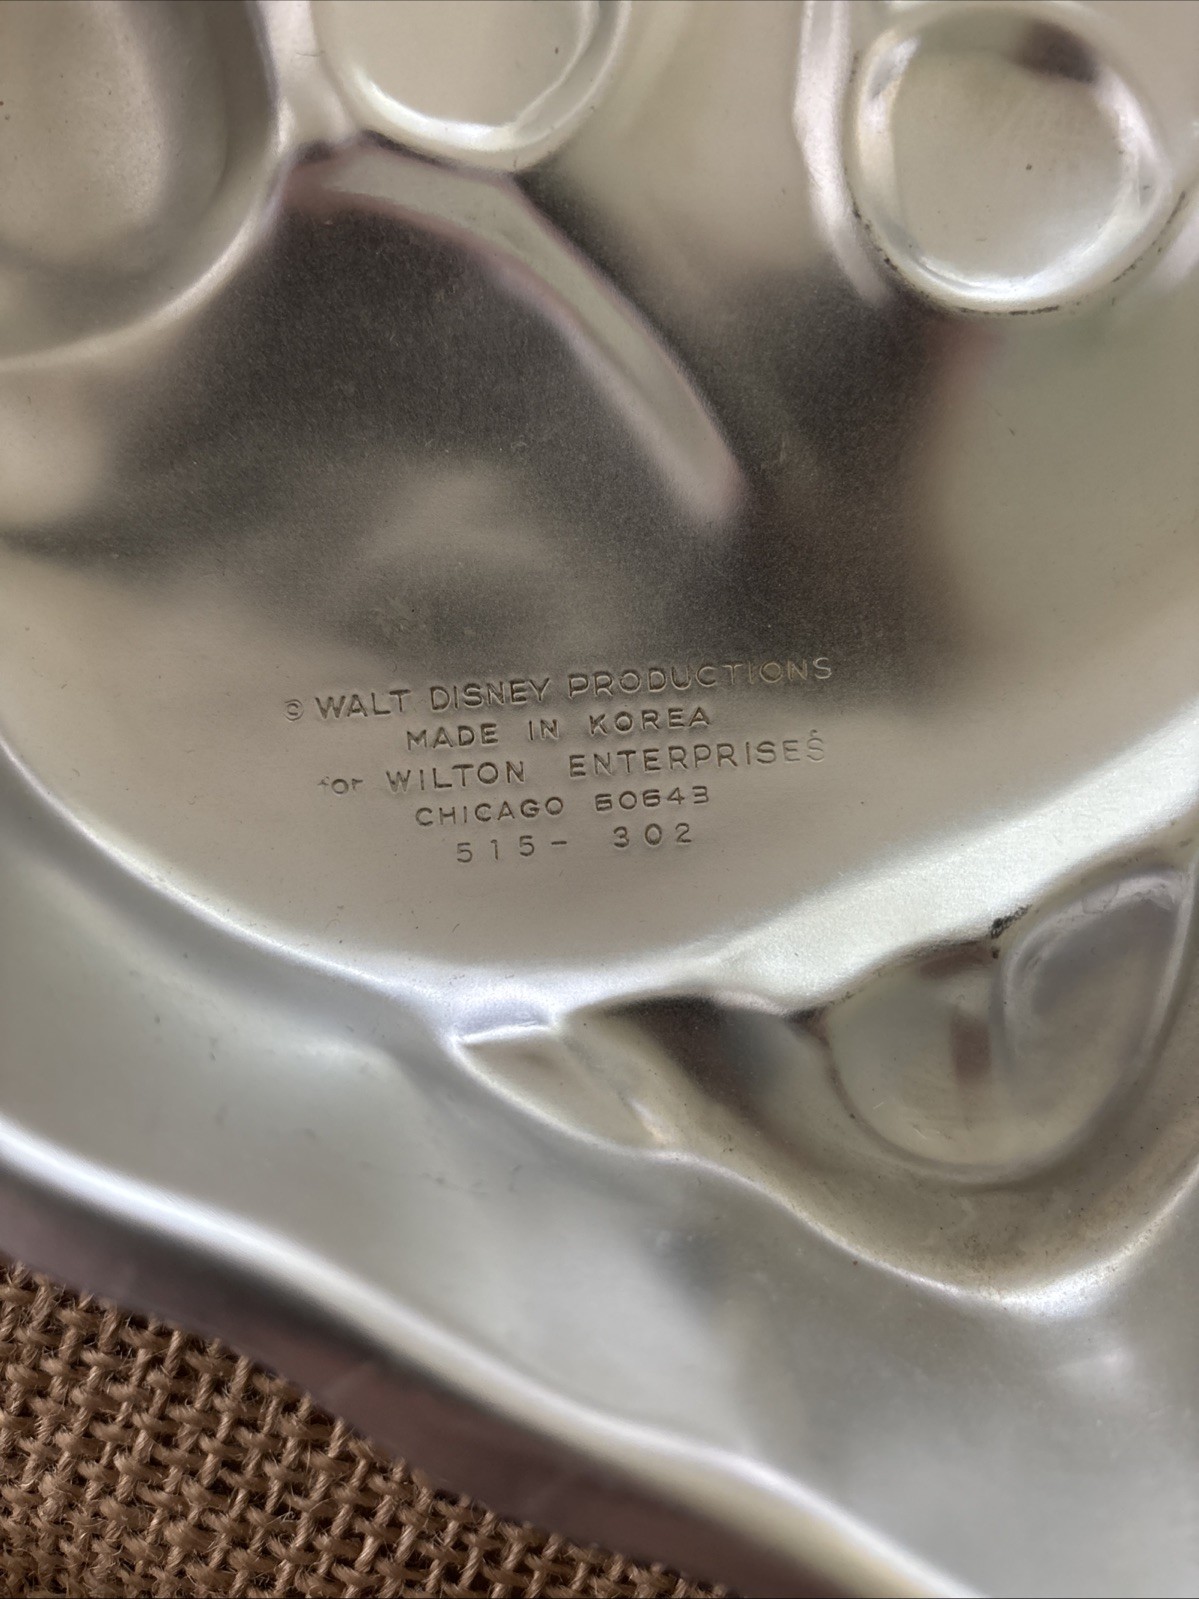 © WALT DISNEY PRODUCTIONS
MADE IN KOREA
for WILTON ENTERPRISES
CHICAGO 60643
515- 302